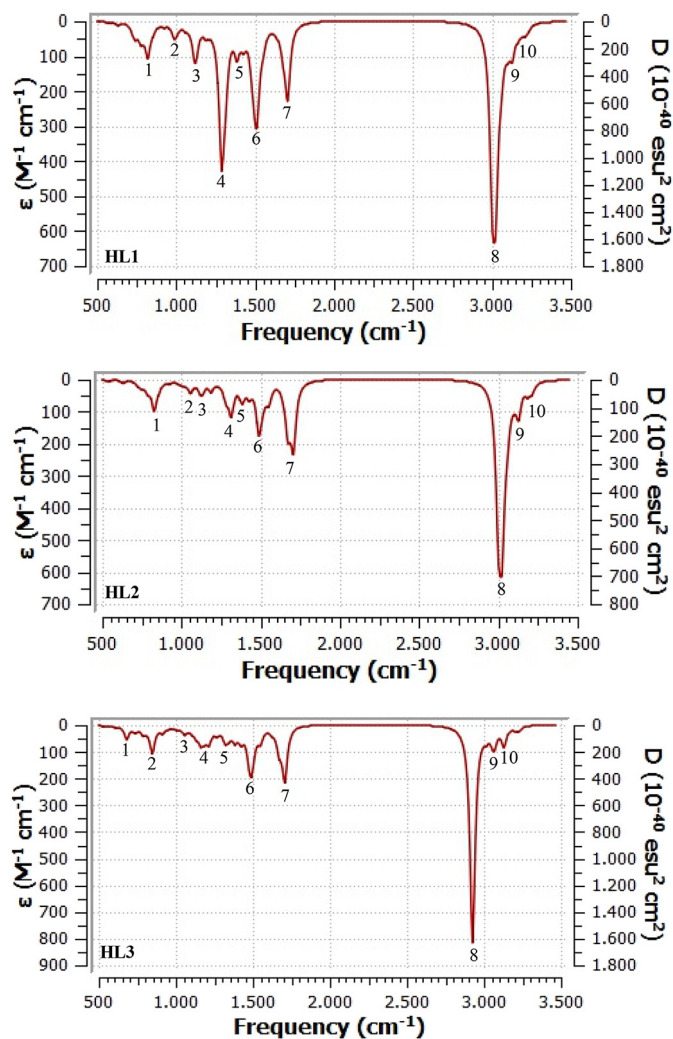 0 0
100 200
200 400
300 600
400 800
500 1.000
600 1.200
700 1.400
1.600
1.800
ε (M⁻¹ cm⁻¹)
D (10⁻⁴⁰ esu² cm²)
1 2 3 4 5 6 7 8 9 10
HL1
500 1.000 1.500 2.000 2.500 3.000 3.500
Frequency (cm⁻¹)
0 0
100 100
200 200
300 300
400 400
500 500
600 600
700 700
800
ε (M⁻¹ cm⁻¹)
D (10⁻⁴⁰ esu² cm²)
1 2 3 4 5 6 7 8 9 10
HL2
500 1.000 1.500 2.000 2.500 3.000 3.500
Frequency (cm⁻¹)
0 0
100 200
200 400
300 600
400 800
500 1.000
600 1.200
700 1.400
800 1.600
900 1.800
ε (M⁻¹ cm⁻¹)
D (10⁻⁴⁰ esu² cm²)
1 2 3 4 5 6 7 8 9 10
HL3
500 1.000 1.500 2.000 2.500 3.000 3.500
Frequency (cm⁻¹)